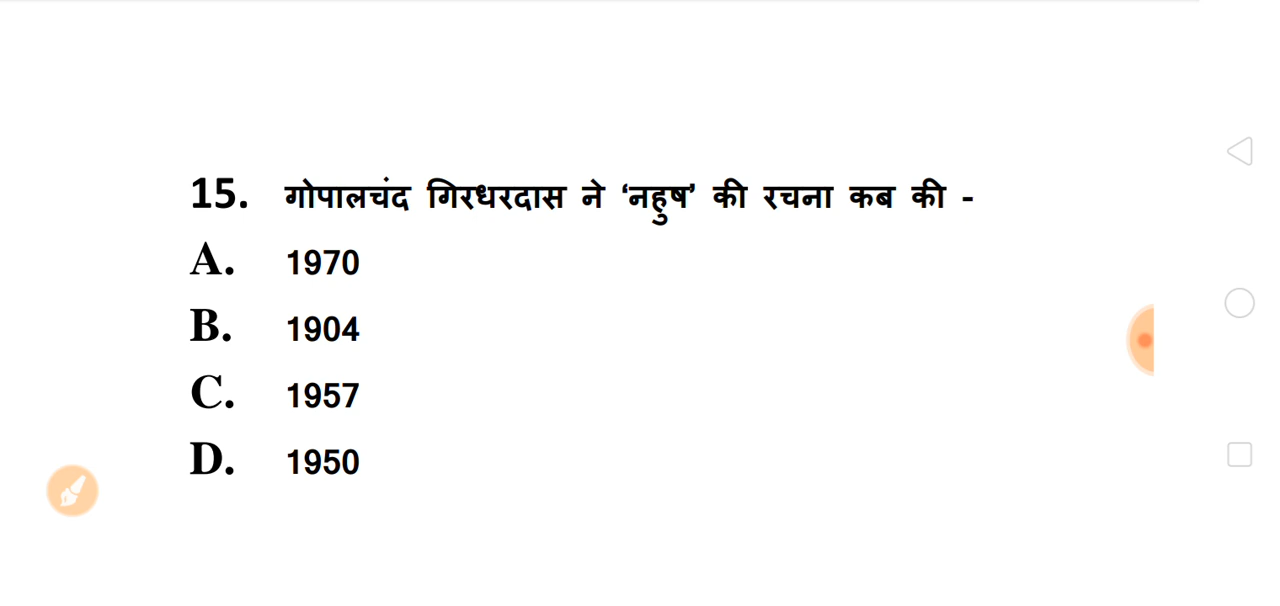 15. गोपालचंद गिरधरदास ने ‘नहुष’ की रचना कब की -
A. 1970
B. 1904
C. 1957
D. 1950